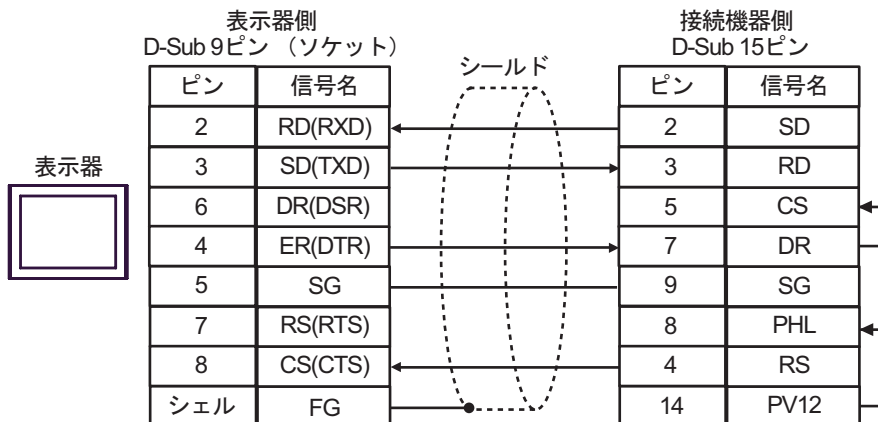 表示器側
D-Sub 9ピン （ソケット）
接続機器側
D-Sub 15ピン
シールド
表示器
ピン 信号名
2 RD(RXD)
3 SD(TXD)
6 DR(DSR)
4 ER(DTR)
5 SG
7 RS(RTS)
8 CS(CTS)
シェル FG
ピン 信号名
2 SD
3 RD
5 CS
7 DR
9 SG
8 PHL
4 RS
14 PV12